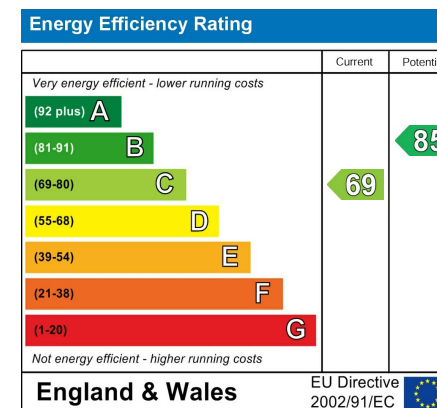 Energy Efficiency Rating
Current Potenti
Very energy efficient - lower running costs
(92 plus) A
(81-91) B
85
(69-80) C
69
(55-68) D
(39-54) E
(21-38) F
(1-20) G
Not energy efficient - higher running costs
England & Wales
EU Directive
2002/91/EC